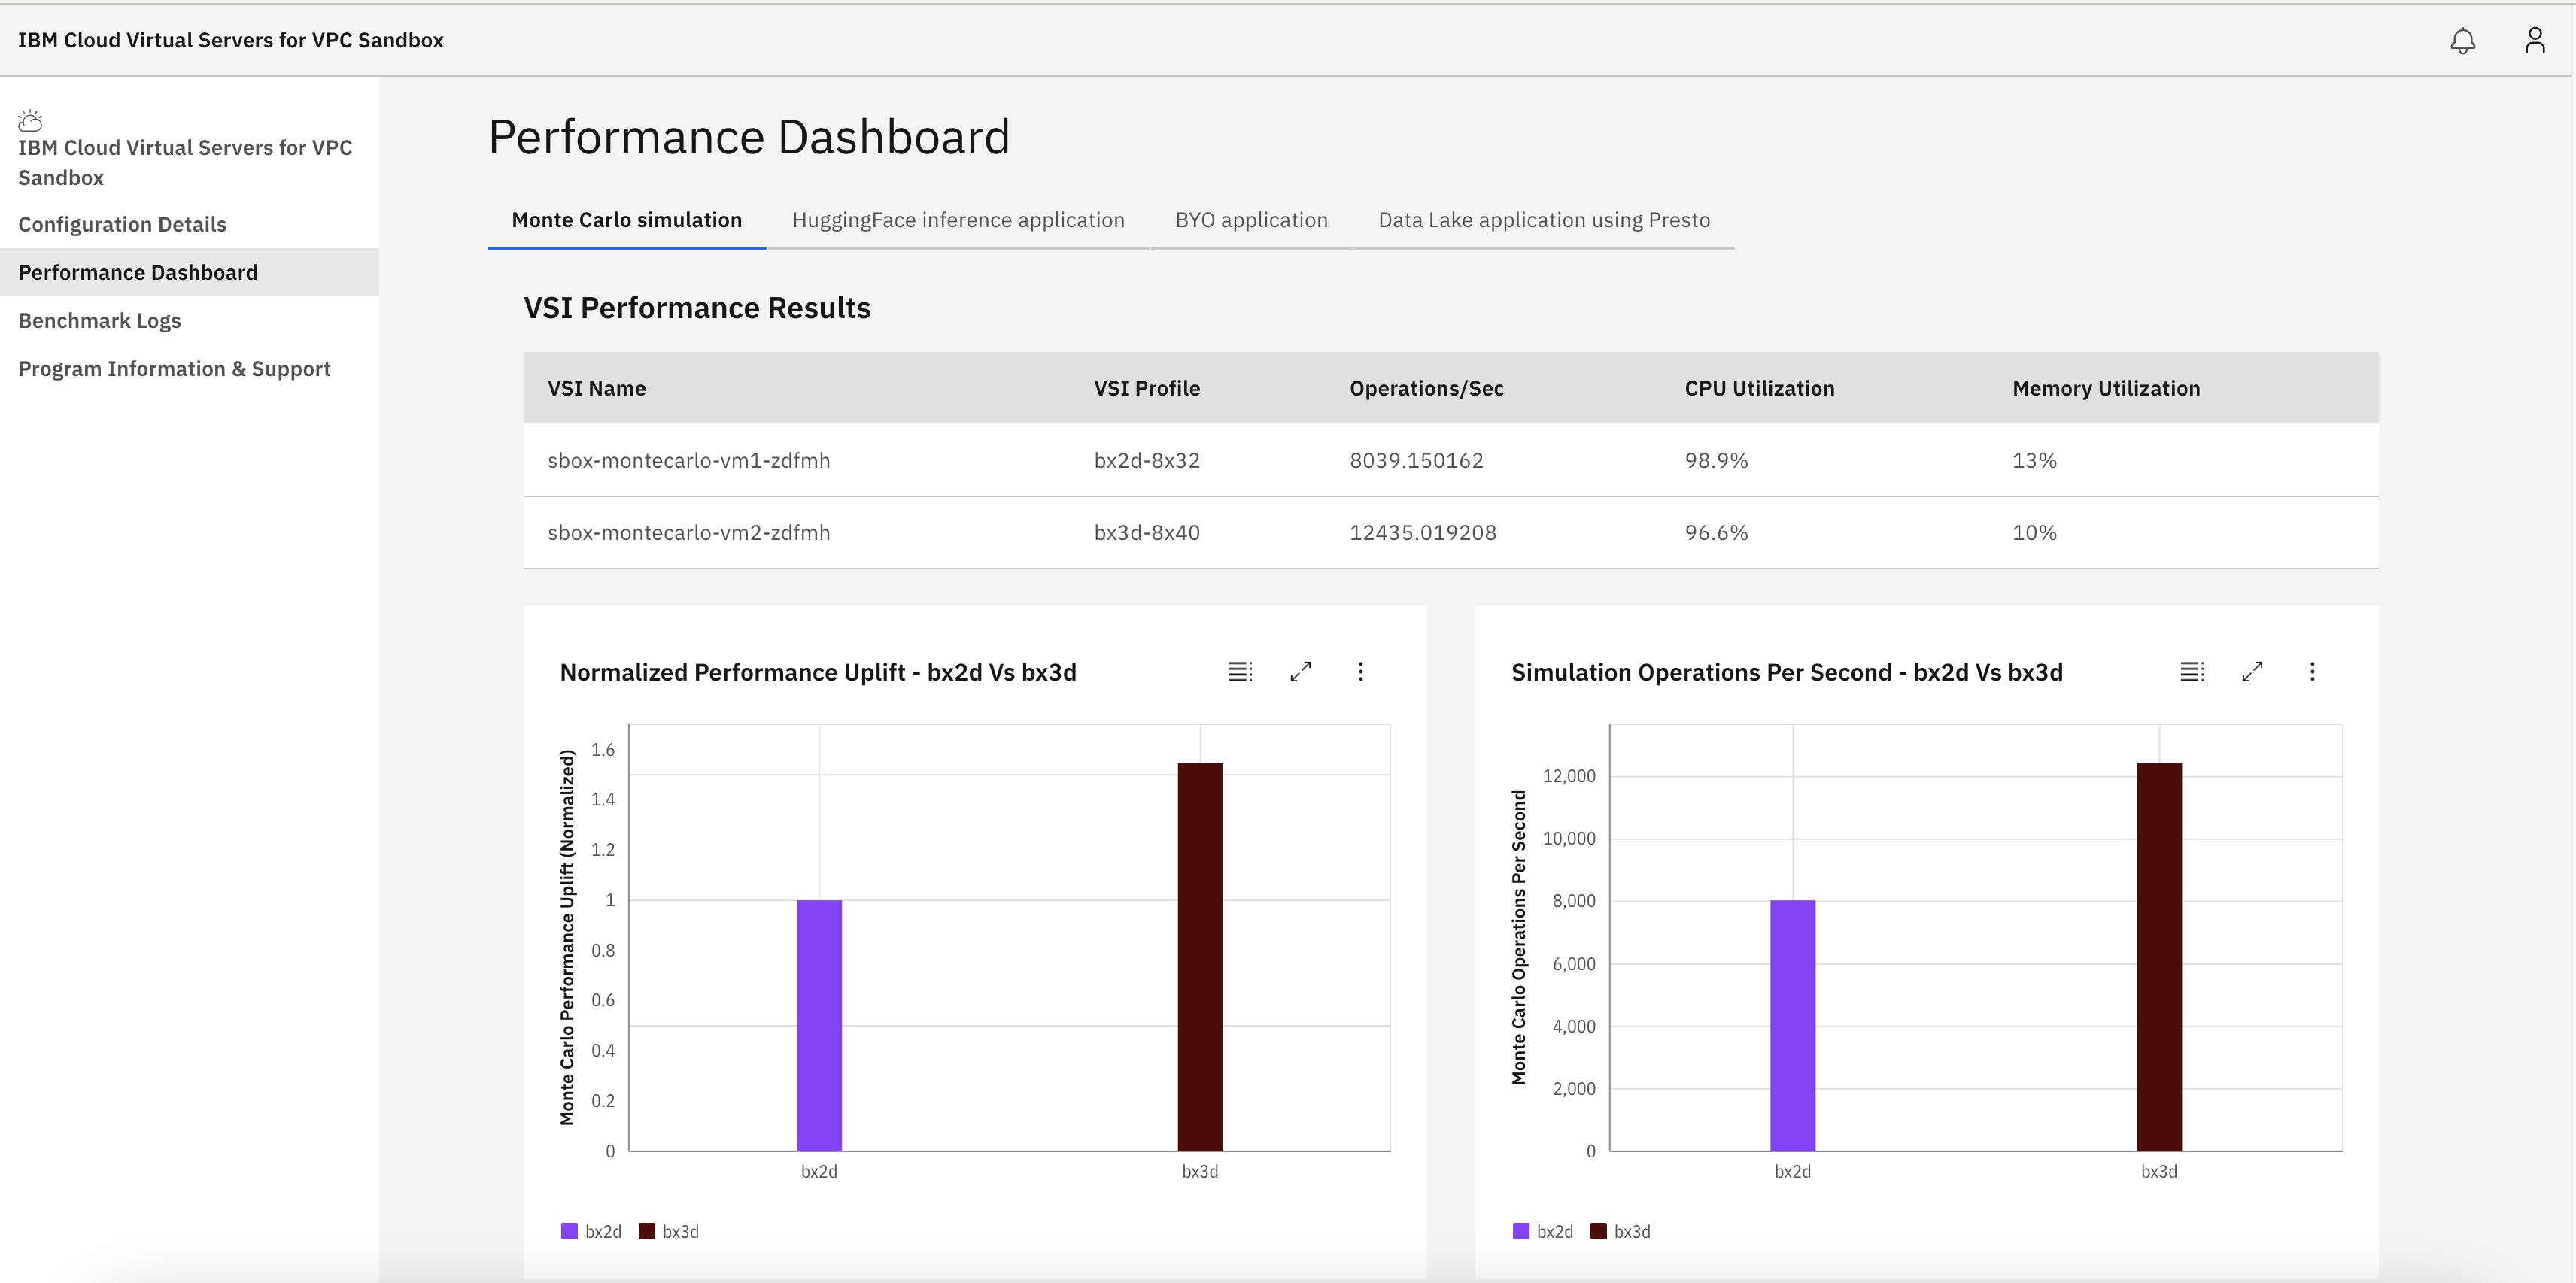 IBM Cloud Virtual Servers for VPC Sandbox
IBM Cloud Virtual Servers for VPC
Sandbox
Configuration Details
Performance Dashboard
Benchmark Logs
Program Information & Support
Performance Dashboard
Monte Carlo simulation HuggingFace inference application BYO application Data Lake application using Presto
VSI Performance Results
VSI Name VSI Profile Operations/Sec CPU Utilization Memory Utilization
sbox-montecarlo-vm1-zdfmh bx2d-8x32 8039.150162 98.9% 13%
sbox-montecarlo-vm2-zdfmh bx3d-8x40 12435.019208 96.6% 10%
Normalized Performance Uplift - bx2d Vs bx3d
Monte Carlo Performance Uplift (Normalized)
1.6
1.4
1.2
1
0.8
0.6
0.4
0.2
0
bx2d bx3d
bx2d bx3d
Simulation Operations Per Second - bx2d Vs bx3d
Monte Carlo Operations Per Second
12,000
10,000
8,000
6,000
4,000
2,000
0
bx2d bx3d
bx2d bx3d